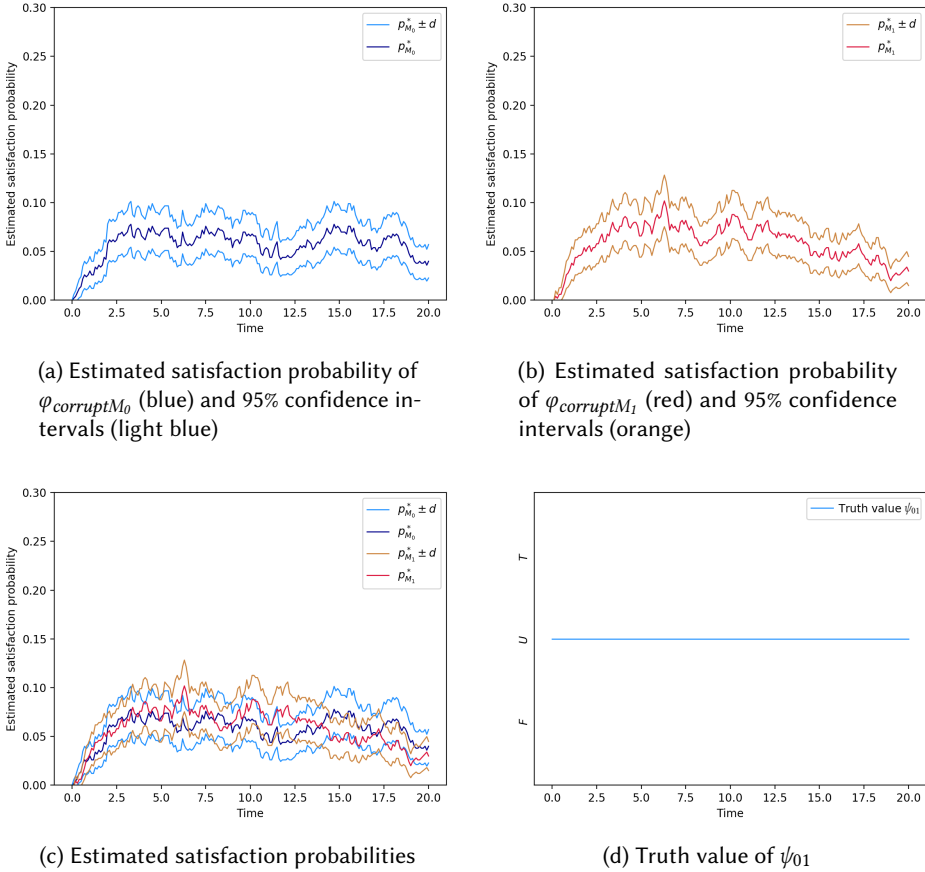 0.30
0.25
0.20
0.15
0.10
0.05
0.00
Estimated satisfaction probability
p*M₀ ± d
p*M₀
0.0 2.5 5.0 7.5 10.0 12.5 15.0 17.5 20.0
Time
(a) Estimated satisfaction probability of
φcorruptM₀ (blue) and 95% confidence in-
tervals (light blue)
0.30
0.25
0.20
0.15
0.10
0.05
0.00
Estimated satisfaction probability
p*M₁ ± d
p*M₁
0.0 2.5 5.0 7.5 10.0 12.5 15.0 17.5 20.0
Time
(b) Estimated satisfaction probability
of φcorruptM₁ (red) and 95% confidence
intervals (orange)
0.30
0.25
0.20
0.15
0.10
0.05
0.00
Estimated satisfaction probability
p*M₀ ± d
p*M₀
p*M₁ ± d
p*M₁
0.0 2.5 5.0 7.5 10.0 12.5 15.0 17.5 20.0
Time
(c) Estimated satisfaction probabilities
T
U
F
Truth value ψ₀₁
0.0 2.5 5.0 7.5 10.0 12.5 15.0 17.5 20.0
Time
(d) Truth value of ψ₀₁